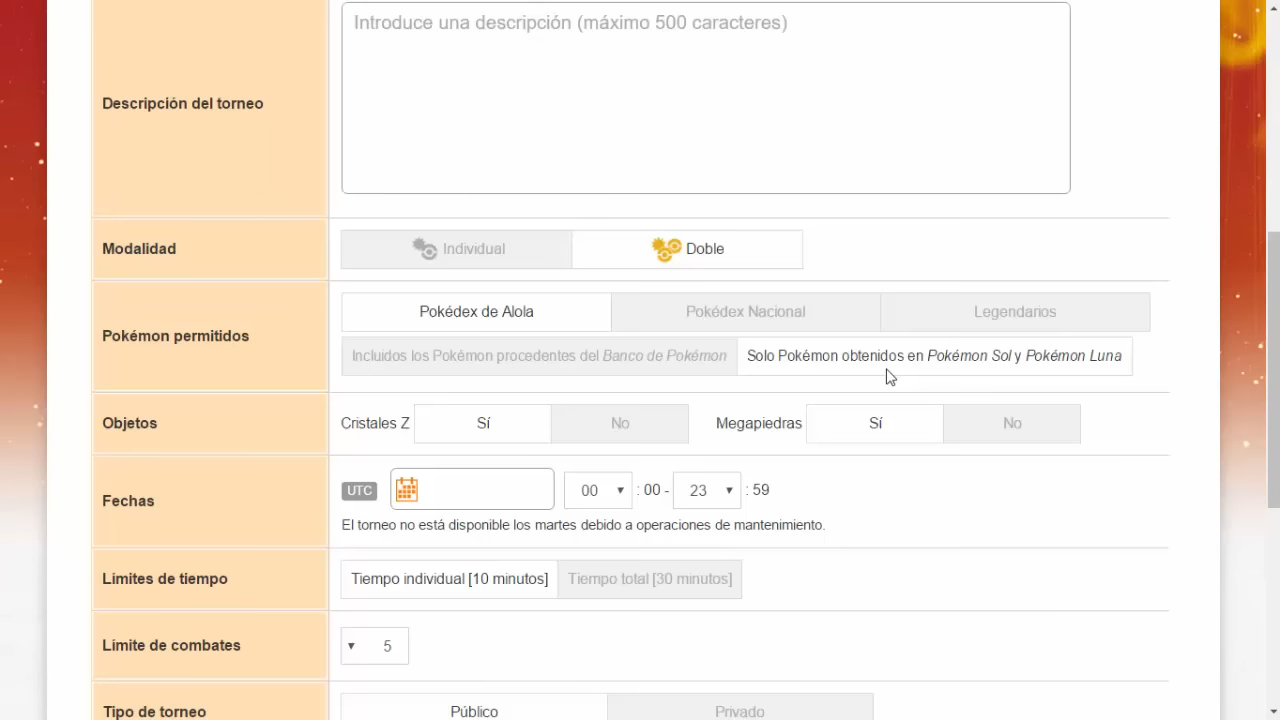 Introduce una descripción (máximo 500 caracteres)
Descripción del torneo
Modalidad
Individual
Doble
Pokémon permitidos
Pokédex de Alola
Pokédex Nacional
Legendarios
Incluidos los Pokémon procedentes del Banco de Pokémon
Solo Pokémon obtenidos en Pokémon Sol y Pokémon Luna
Objetos
Cristales Z
Sí
No
Megapiedras
Sí
No
Fechas
UTC
00 : 00 - 23 : 59
El torneo no está disponible los martes debido a operaciones de mantenimiento.
Limites de tiempo
Tiempo individual [10 minutos]
Tiempo total [30 minutos]
Límite de combates
5
Tipo de torneo
Público
Privado